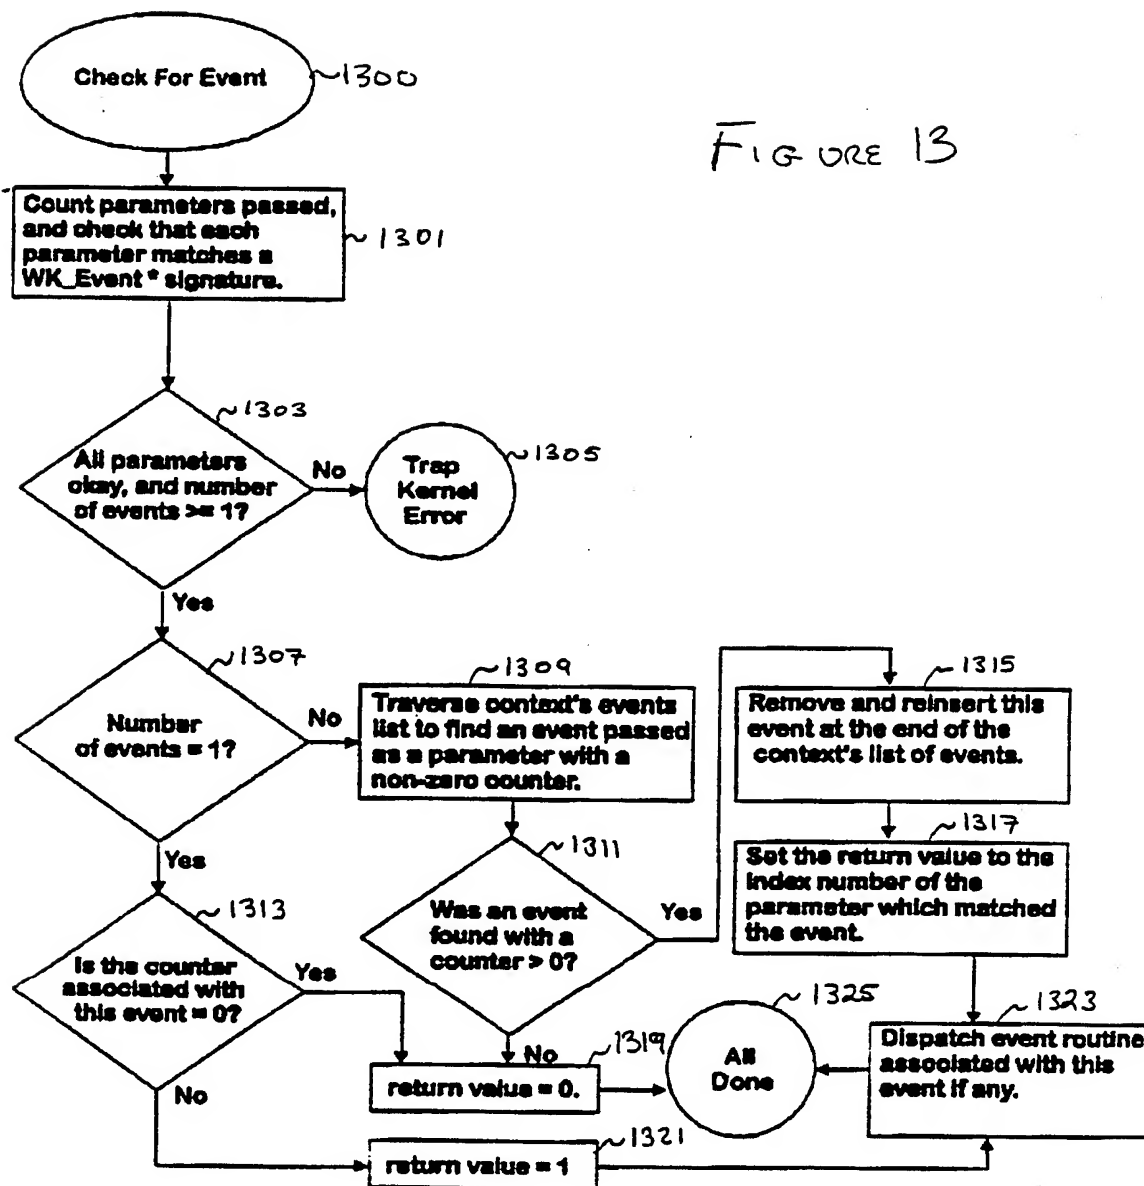 Check For Event
~1300
FIGURE 13
Count parameters passed,
and check that each
parameter matches a
WK_Event * signature.
~1301
~1303
All parameters
okay, and number
of events >= 1?
No
Trap
Kernel
Error
~1305
Yes
~1307
Number
of events = 1?
No
~1309
Traverse context's events
list to find an event passed
as a parameter with a
non-zero counter.
~1315
Remove and reinsert this
event at the end of the
context's list of events.
~1317
Set the return value to the
index number of the
parameter which matched
the event.
Yes
~1311
Was an event
found with a
counter > 0?
Yes
~1313
Is the counter
associated with
this event = 0?
Yes
No
No
~1319
return value = 0.
~1325
All
Done
~1323
Dispatch event routine
associated with this
event if any.
~1321
return value = 1